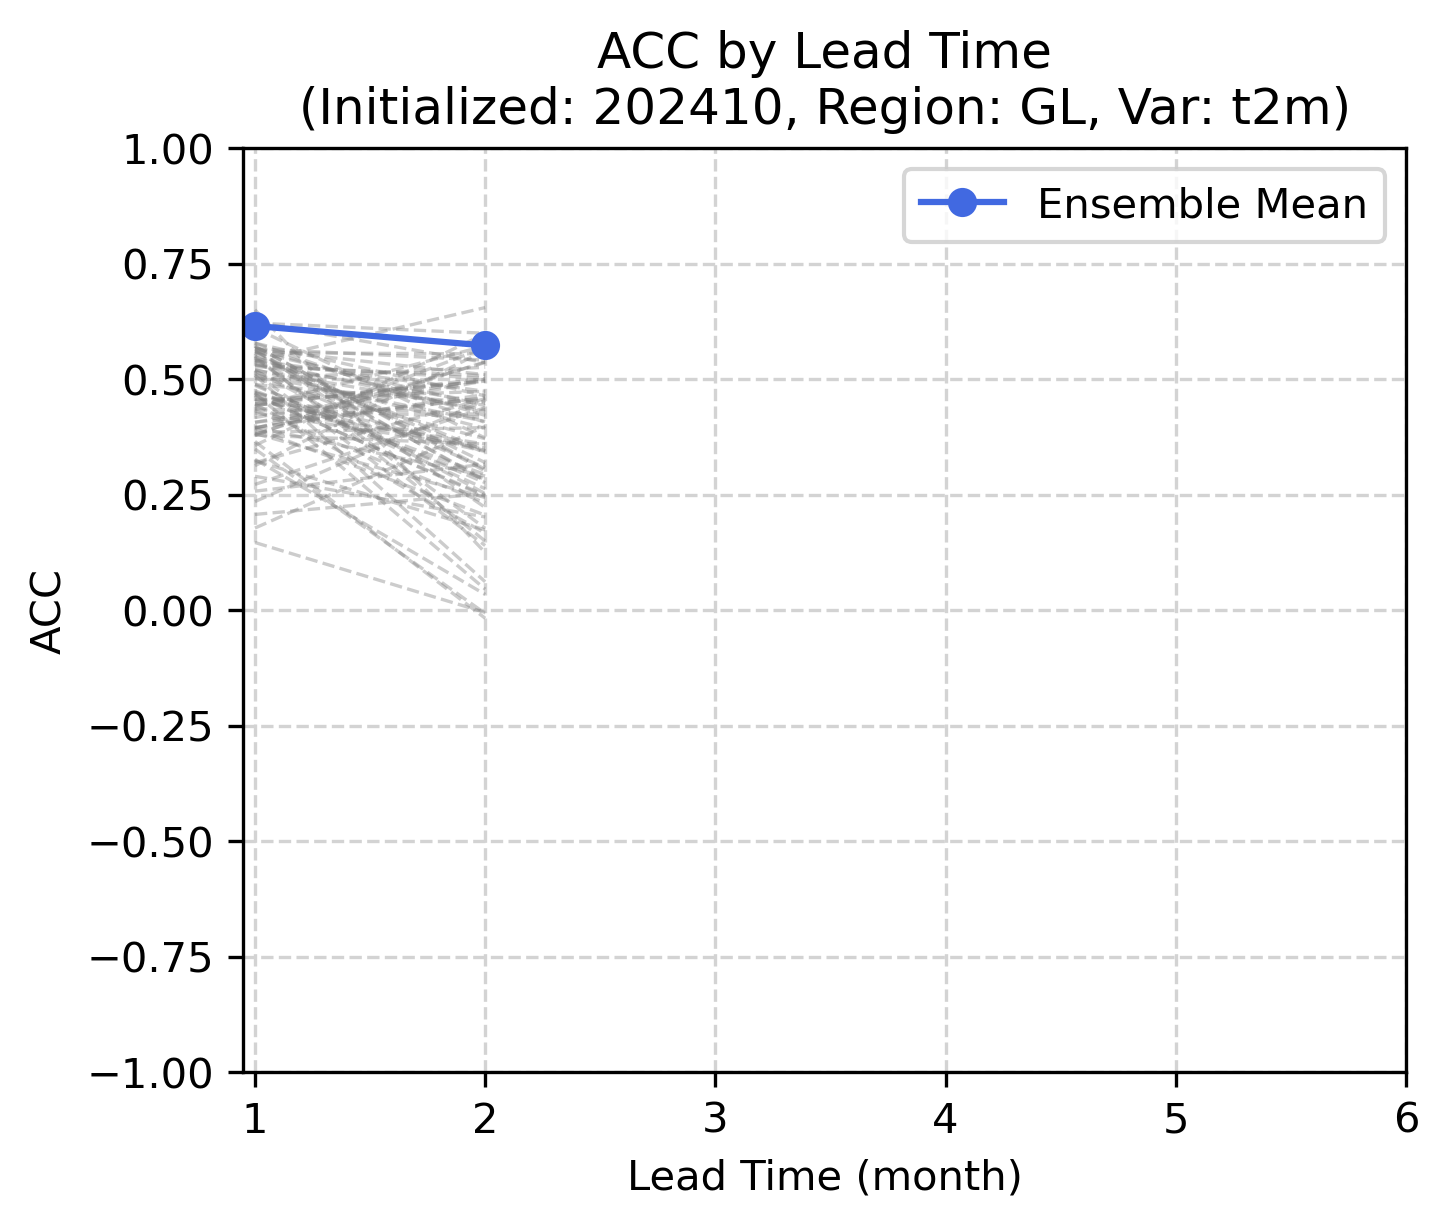 ACC by Lead Time
(Initialized: 202410, Region: GL, Var: t2m)
Ensemble Mean
1.00
0.75
0.50
0.25
0.00
−0.25
−0.50
−0.75
−1.00
ACC
1 2 3 4 5 6
Lead Time (month)